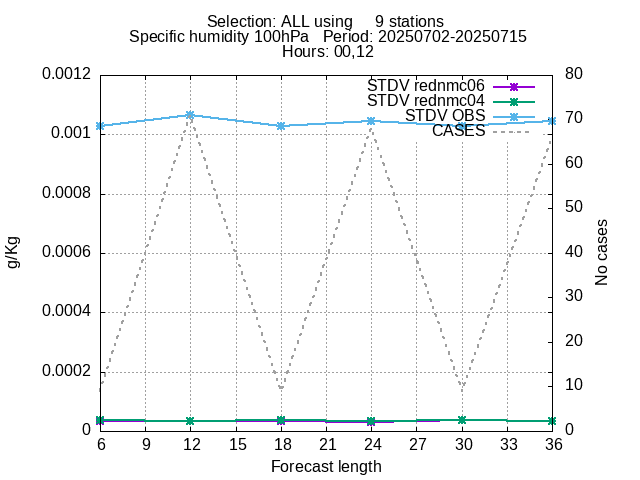 Selection: ALL using     9 stations
Specific humidity 100hPa   Period: 20250702-20250715
Hours: 00,12
STDV rednmc06
STDV rednmc04
STDV OBS
CASES
0.0012
0.001
0.0008
0.0006
0.0004
0.0002
0
80
70
60
50
40
30
20
10
0
g/Kg
No cases
6 9 12 15 18 21 24 27 30 33 36
Forecast length